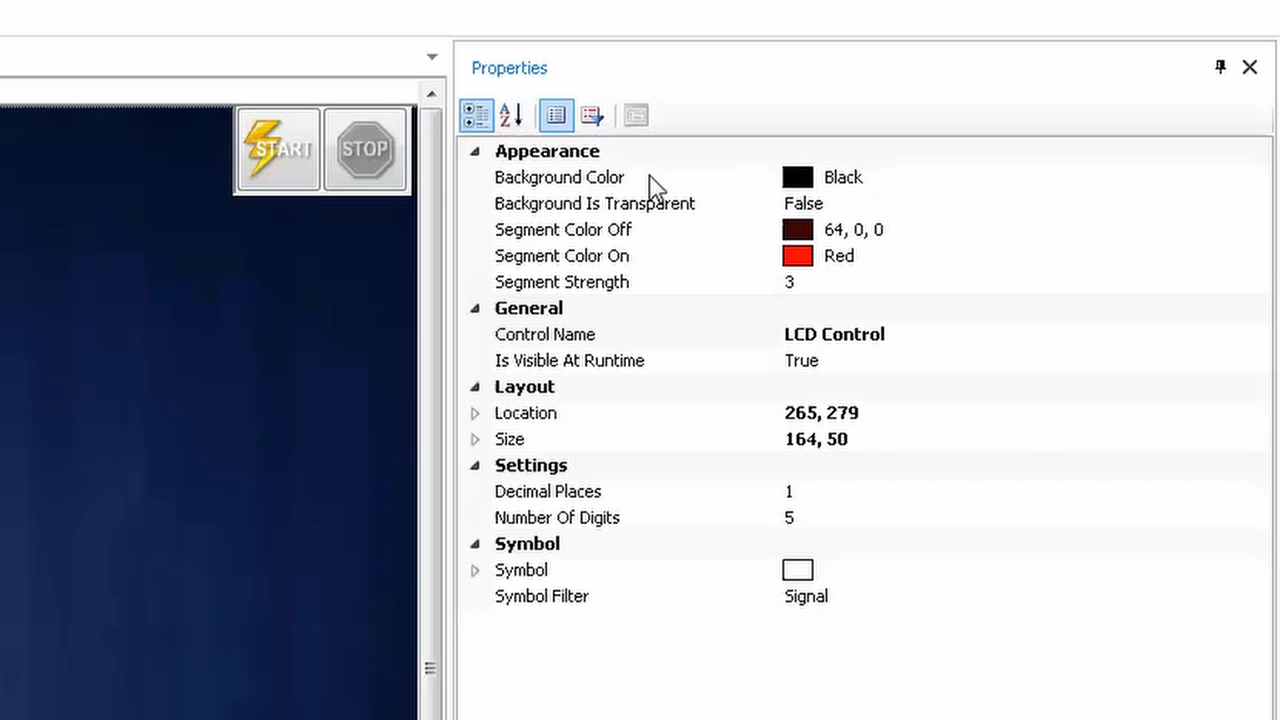 Properties
START STOP
Appearance
Background Color Black
Background Is Transparent False
Segment Color Off 64, 0, 0
Segment Color On Red
Segment Strength 3
General
Control Name LCD Control
Is Visible At Runtime True
Layout
Location 265, 279
Size 164, 50
Settings
Decimal Places 1
Number Of Digits 5
Symbol
Symbol
Symbol Filter Signal